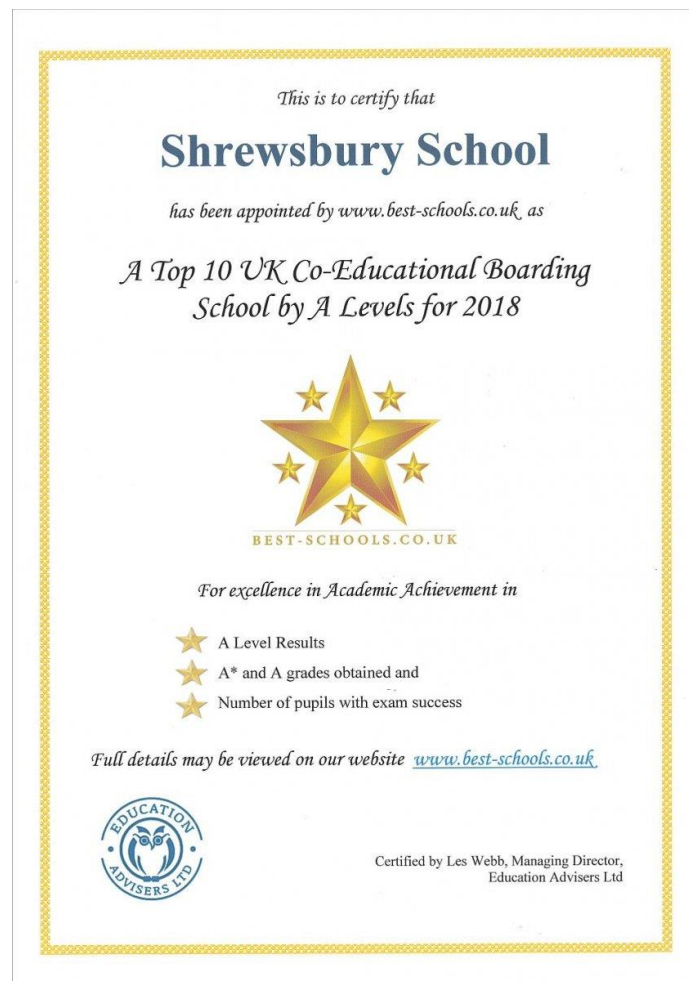 This is to certify that
Shrewsbury School
has been appointed by www.best-schools.co.uk as
A Top 10 UK Co-Educational Boarding
School by A Levels for 2018
BEST-SCHOOLS.CO.UK
For excellence in Academic Achievement in
A Level Results
A* and A grades obtained and
Number of pupils with exam success
Full details may be viewed on our website www.best-schools.co.uk
EDUCATION
ADVISERS LTD
Certified by Les Webb, Managing Director,
Education Advisers Ltd